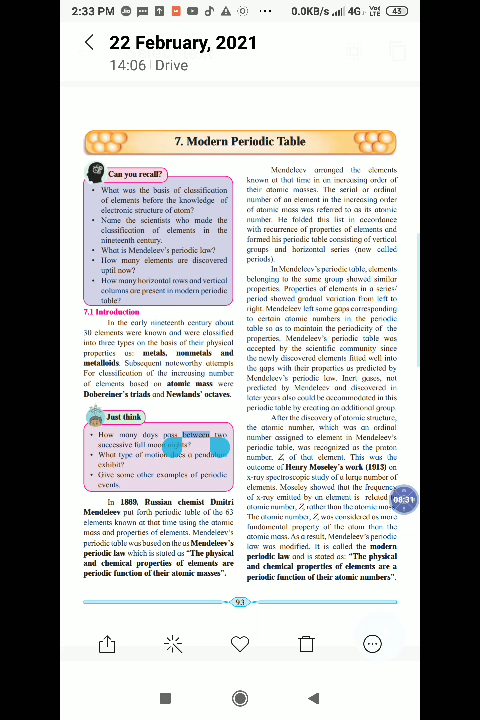 2:33 PM
0.0KB/s
4G
Vo
LTE
43
22 February, 2021
14:06 Drive
7. Modern Periodic Table
Can you recall?
• What was the basis of classification
of elements before the knowledge of
electronic structure of atom?
• Name the scientists who made the
classification of elements in the
nineteenth century.
• What is Mendeleev's periodic law?
• How many elements are discovered
uptil now?
• How many horizontal rows and vertical
columns are present in modern periodic
table?
7.1 Introduction
In the early nineteenth century about
30 elements were known and were classified
into three types on the basis of their physical
properties as: metals, nonmetals and
metalloids. Subsequent noteworthy attempts
For classification of the increasing number
of elements based on atomic mass were
Dobereiner's triads and Newlands' octaves.
Just think
• How many days pass between two
successive full moon nights?
• What type of motion does a pendulum
exhibit?
• Give some other examples of periodic
events.
In 1869, Russian chemist Dmitri
Mendeleev put forth periodic table of the 63
elements known at that time using the atomic
mass and properties of elements. Mendeleev's
periodic table was based on the us Mendeleev's
periodic law which is stated as "The physical
and chemical properties of elements are
periodic function of their atomic masses".
Mendeleev arranged the elements
known at that time in an increasing order of
their atomic masses. The serial or ordinal
number of an element in the increasing order
of atomic mass was referred to as its atomic
number. He folded this list in accordance
with recurrence of properties of elements and
formed his periodic table consisting of vertical
groups and horizontal series (now called
periods).
In Mendeleev's periodic table, elements
belonging to the same group showed similar
properties. Properties of elements in a series/
period showed gradual variation from left to
right. Mendeleev left some gaps corresponding
to certain atomic numbers in the periodic
table so as to maintain the periodicity of the
properties. Mendeleev's periodic table was
accepted by the scientific community since
the newly discovered elements fitted well into
the gaps with their properties as predicted by
Mendeleev's periodic law. Inert gases, not
predicted by Mendeleev and discovered in
later years also could be accommodated in this
periodic table by creating an additional group.
After the discovery of atomic structure,
the atomic number, which was an ordinal
number assigned to element in Mendeleev's
periodic table, was recognized as the proton
number, Z, of that element. This was the
outcome of Henry Moseley's work (1913) on
x-ray spectroscopic study of a large number of
elements. Moseley showed that the frequency
of x-ray emitted by an element is related
08:31
atomic number, Z, rather than the atomic mass.
The atomic number, Z, was considered as more
fundamental property of the atom than the
atomic mass. As a result, Mendeleev's periodic
law was modified. It is called the modern
periodic law and is stated as: "The physical
and chemical properties of elements are a
periodic function of their atomic numbers".
93